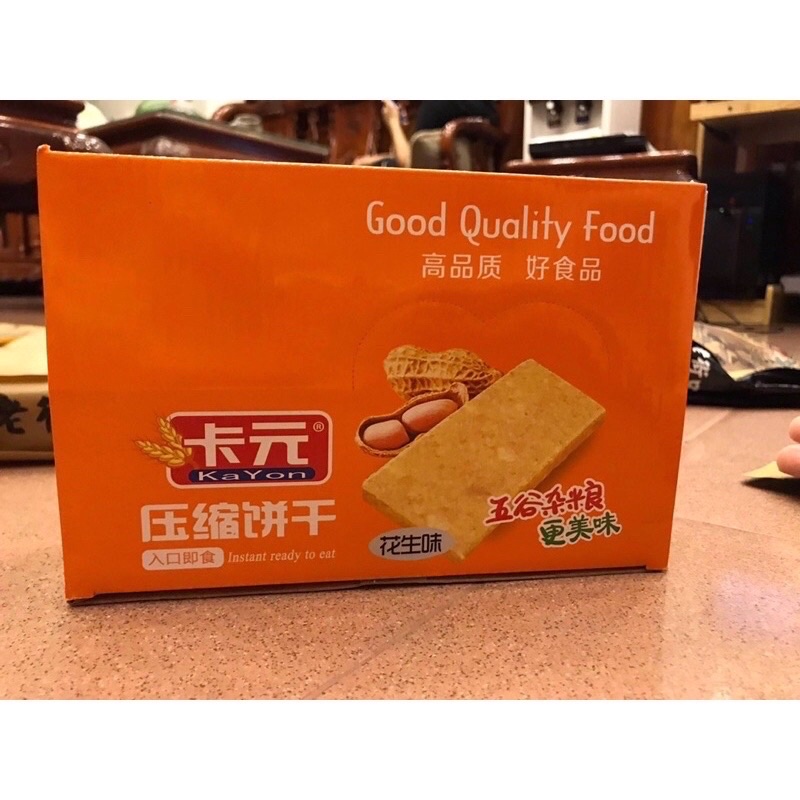 Good Quality Food
高品质 好食品
卡元®
KaYon
压缩饼干
入口即食 Instant ready to eat
花生味
五谷杂粮
更美味